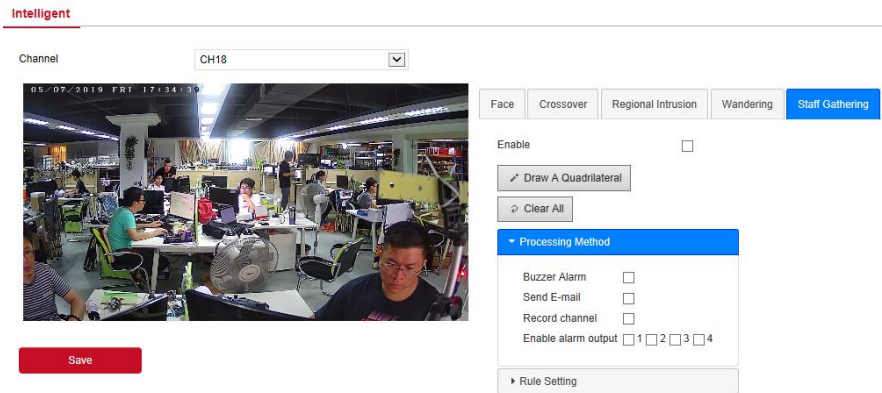 Intelligent
Channel CH18
05/07/2019 FRI 17:34:30
Face Crossover Regional Intrusion Wandering Staff Gathering
Enable
Draw A Quadrilateral
Clear All
Processing Method
Buzzer Alarm
Send E-mail
Record channel
Enable alarm output 1 2 3 4
Save
Rule Setting